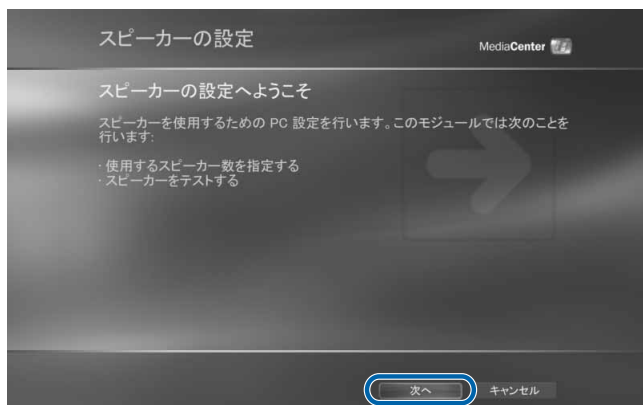 スピーカーの設定
MediaCenter
スピーカーの設定へようこそ
スピーカーを使用するための PC 設定を行います。このモジュールでは次のことを
行います:
・使用するスピーカー数を指定する
・スピーカーをテストする
次へ
キャンセル